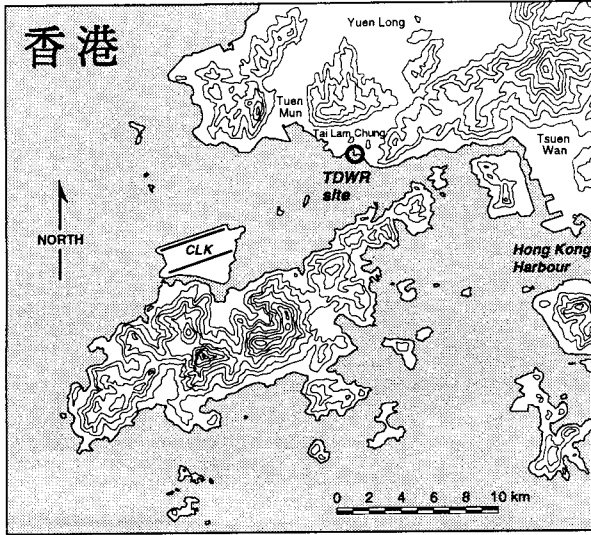 香港
Yuen Long
Tuen
Mun
Tai Lam Chung
TDWR
site
Tsuen
Wan
NORTH
CLK
Hong Kong
Harbour
0 2 4 6 8 10 km